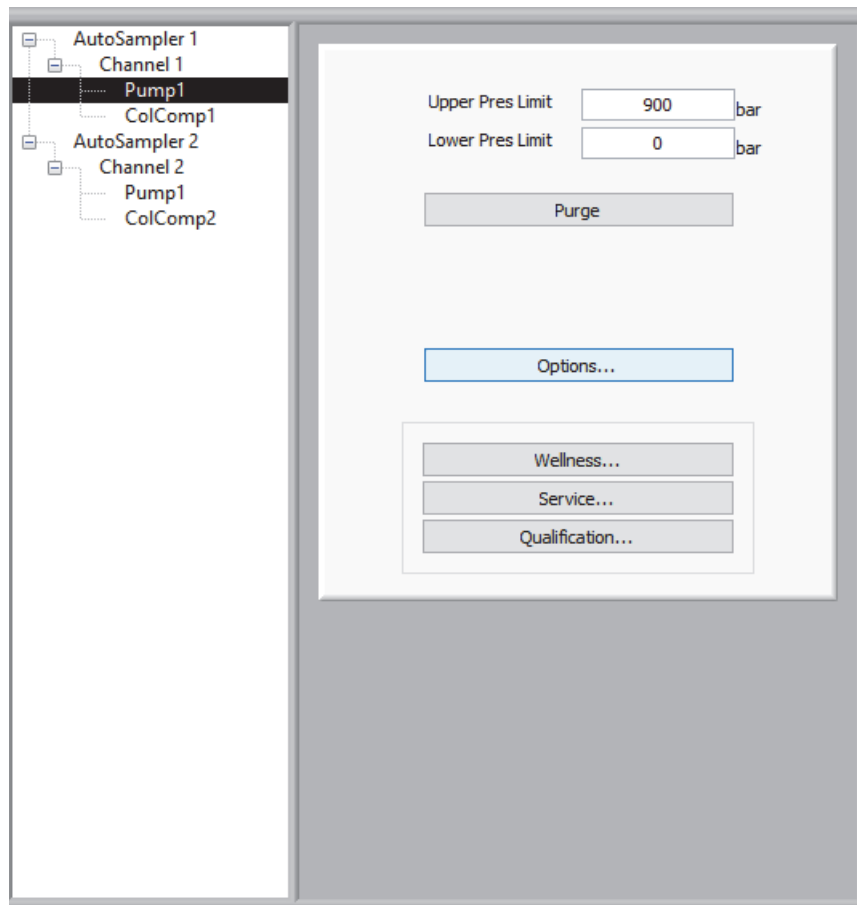 AutoSampler 1
Channel 1
Pump1
ColComp1
AutoSampler 2
Channel 2
Pump1
ColComp2
Upper Pres Limit 900 bar
Lower Pres Limit 0 bar
Purge
Options...
Wellness...
Service...
Qualification...